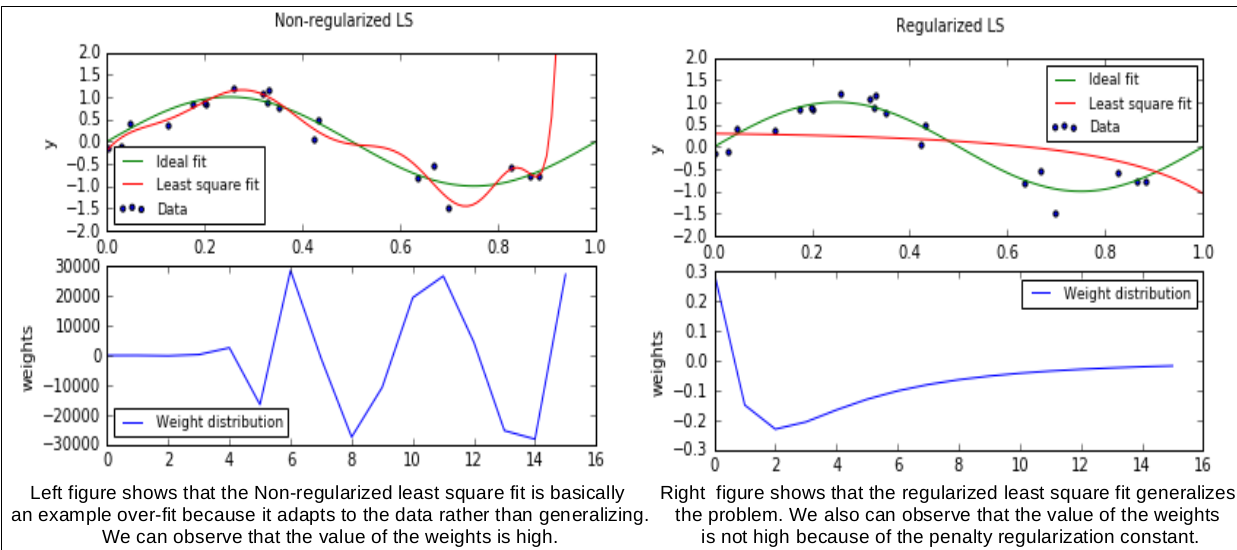 Non-regularized LS
2.0
1.5
1.0
0.5
0.0
−0.5
−1.0
−1.5
−2.0
y
Ideal fit
Least square fit
Data
0.0 0.2 0.4 0.6 0.8 1.0
30000
20000
10000
0
−10000
−20000
−30000
weights
Weight distribution
0 2 4 6 8 10 12 14 16
Left figure shows that the Non-regularized least square fit is basically
an example over-fit because it adapts to the data rather than generalizing.
We can observe that the value of the weights is high.
Regularized LS
2.0
1.5
1.0
0.5
0.0
−0.5
−1.0
−1.5
−2.0
y
Ideal fit
Least square fit
Data
0.0 0.2 0.4 0.6 0.8 1.0
0.3
0.2
0.1
0.0
−0.1
−0.2
−0.3
weights
Weight distribution
0 2 4 6 8 10 12 14 16
Right figure shows that the regularized least square fit generalizes
the problem. We also can observe that the value of the weights
is not high because of the penalty regularization constant.